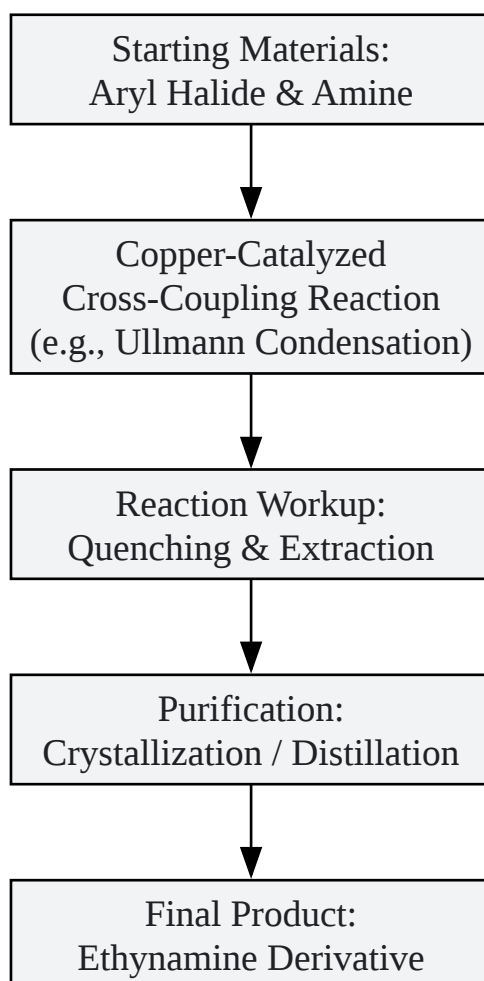 Starting Materials:
Aryl Halide & Amine
Copper-Catalyzed
Cross-Coupling Reaction
(e.g., Ullmann Condensation)
Reaction Workup:
Quenching & Extraction
Purification:
Crystallization / Distillation
Final Product:
Ethynamine Derivative